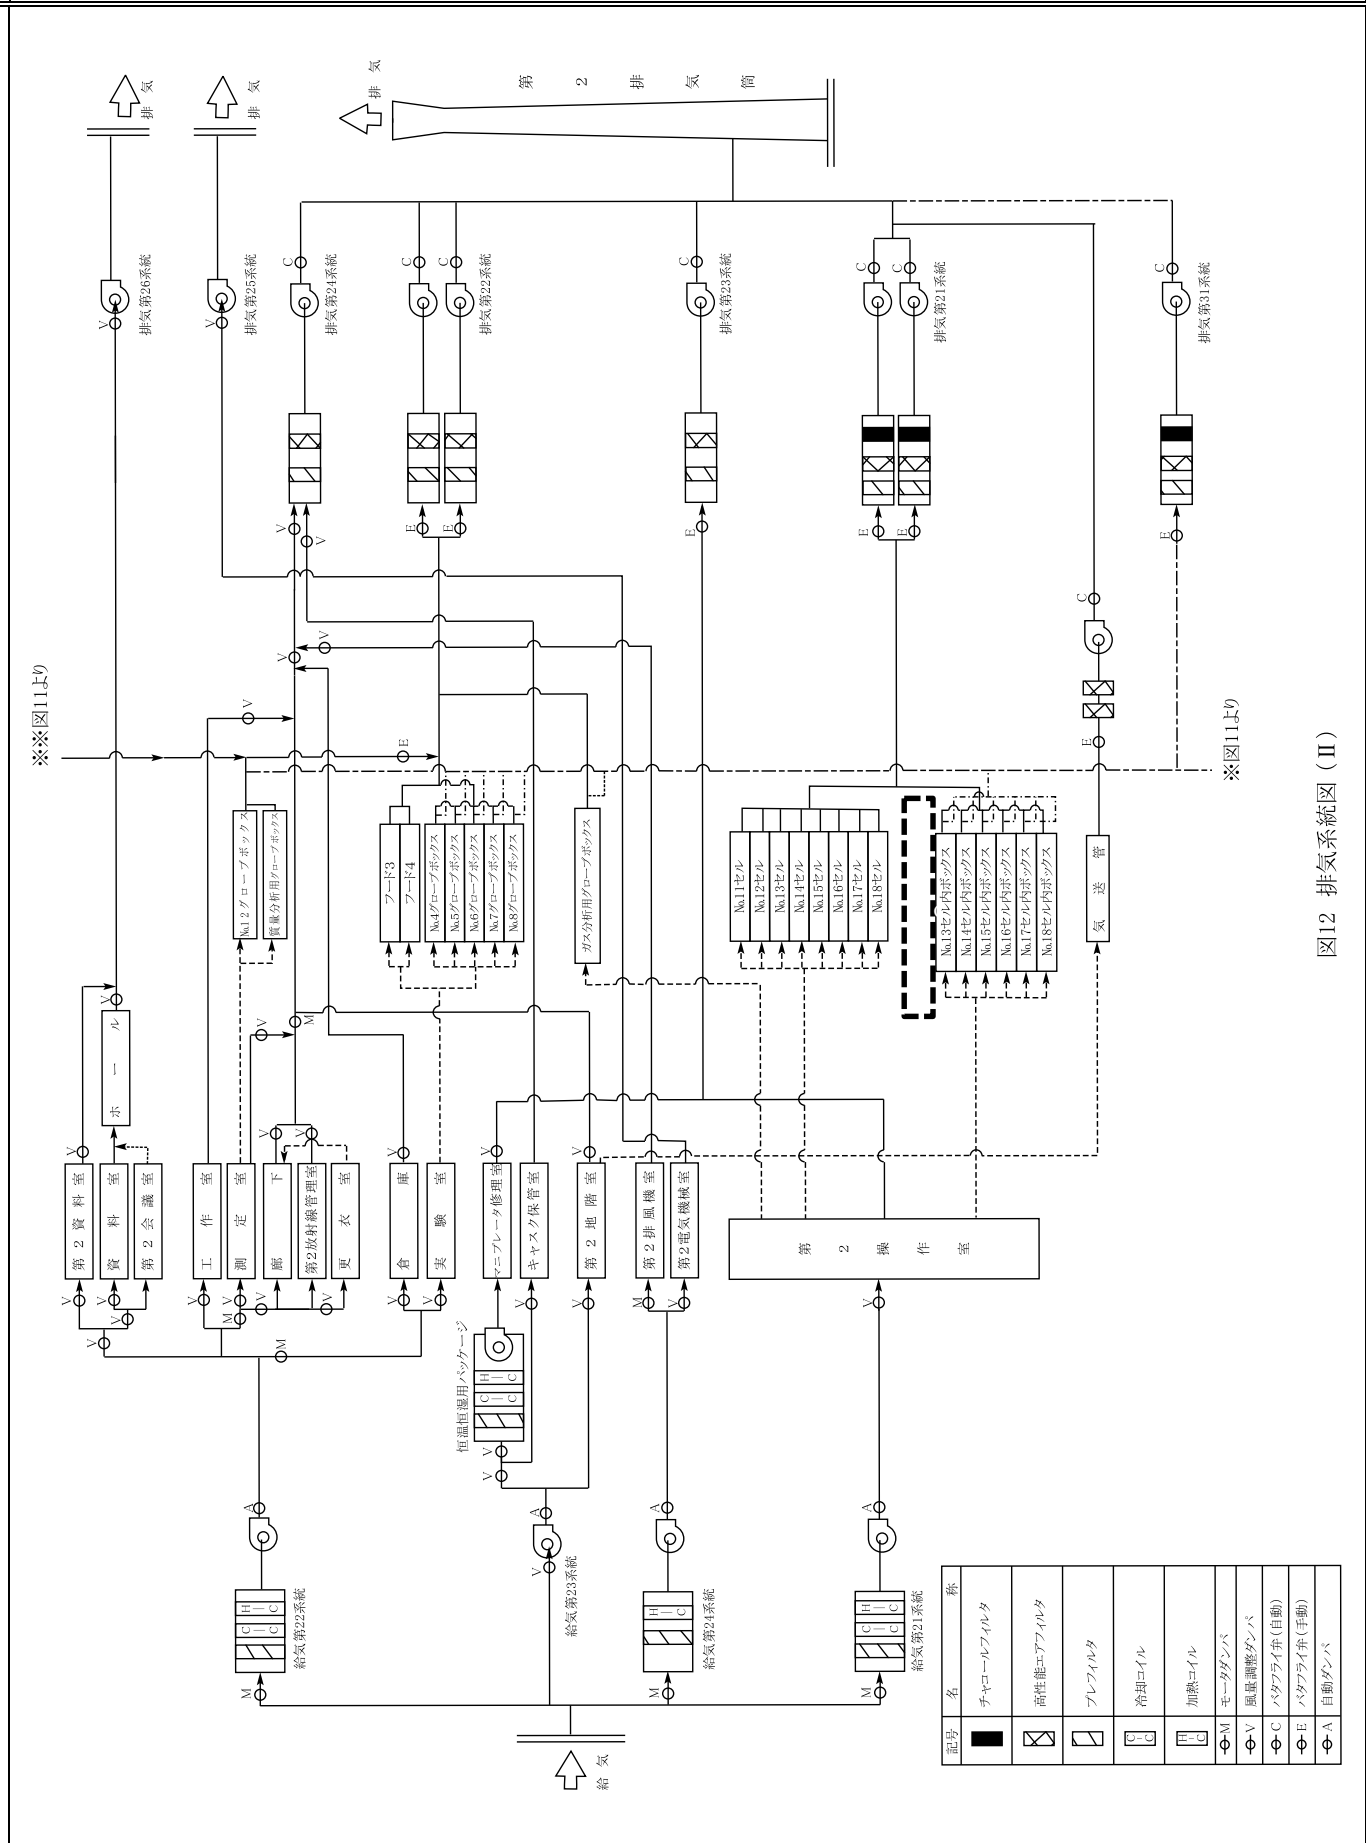 排気
排気
排気
第2排気筒
排気第26系統
排気第25系統
排気第24系統
排気第22系統
排気第23系統
排気第21系統
排気第31系統
V
V
C
C
C
C
C
C
C
V
V
E
E
E
E
E
E
C
E
※※図11より
※図11より
V
V
V
E
No.12グローブボックス
質量分析用グローブボックス
フード3
フード4
No.4グローブボックス
No.5グローブボックス
No.6グローブボックス
No.7グローブボックス
No.8グローブボックス
ガス分析用グローブボックス
No.11セル
No.12セル
No.13セル
No.14セル
No.15セル
No.16セル
No.17セル
No.18セル
No.13セル内ボックス
No.14セル内ボックス
No.15セル内ボックス
No.16セル内ボックス
No.17セル内ボックス
No.18セル内ボックス
気送管
V
V
M
ホール
V
V
V
V
V
V
第2資料室
資料室
第2会議室
工作室
測定室
廊下
第2放射線管理室
更衣室
倉庫
実験室
マニプレータ修理室
キャスク保管室
第2地階室
第2排風機室
第2電気機械室
第2操作室
V
V
V
V
V
V
M
V
V
V
V
M
V
V
M
V
V
恒温恒湿用パッケージ
C-C
H-C
V
V
A
A
V
A
A
給気第22系統
C-C
H-C
給気第23系統
給気第24系統
H-C
給気第21系統
C-C
H-C
M
M
M
給気
記号 名称
チャコールフィルタ
高性能エアフィルタ
プレフィルタ
C-C 冷却コイル
H-C 加熱コイル
M モータダンパ
V 風量調整ダンパ
C バタフライ弁(自動)
E バタフライ弁(手動)
A 自動ダンパ
図12 排気系統図(Ⅱ)